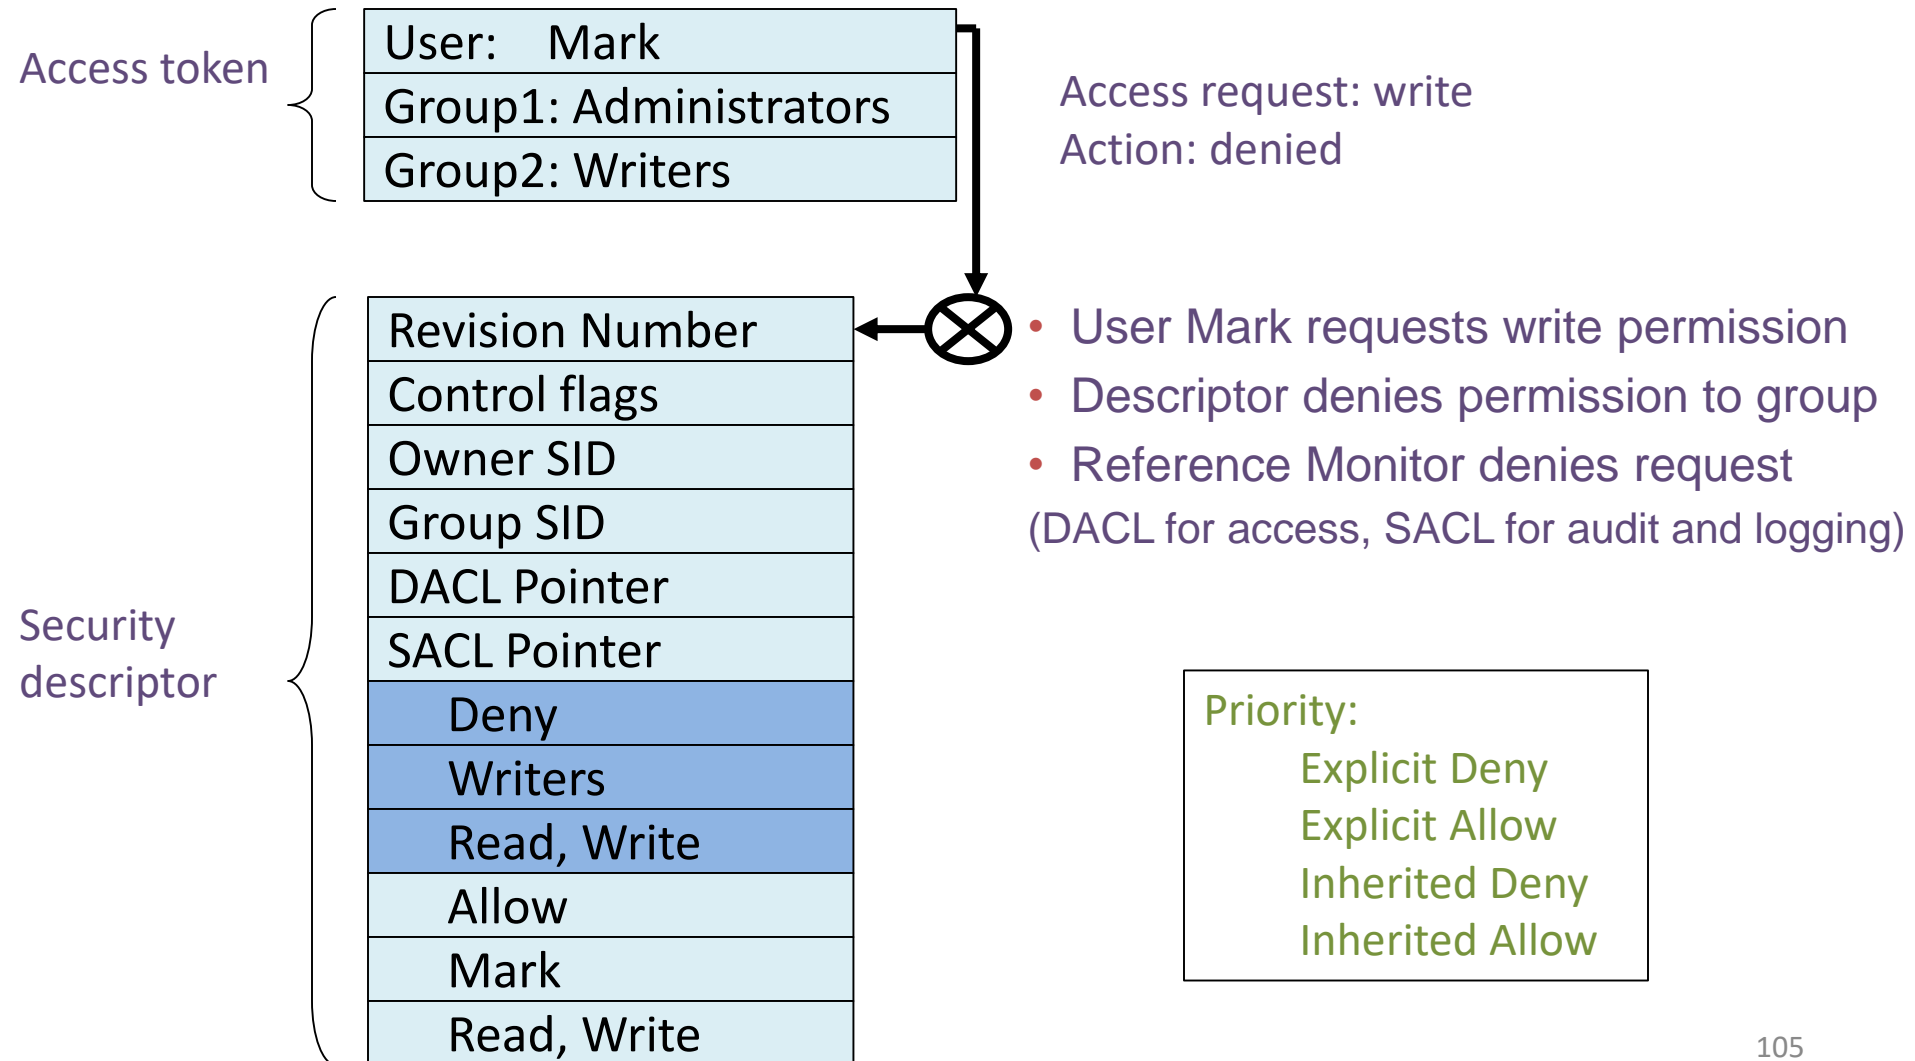 Access token
User: Mark
Group1: Administrators
Group2: Writers
Access request: write
Action: denied
Security
descriptor
Revision Number
Control flags
Owner SID
Group SID
DACL Pointer
SACL Pointer
Deny
Writers
Read, Write
Allow
Mark
Read, Write
• User Mark requests write permission
• Descriptor denies permission to group
• Reference Monitor denies request
(DACL for access, SACL for audit and logging)
Priority:
Explicit Deny
Explicit Allow
Inherited Deny
Inherited Allow
105